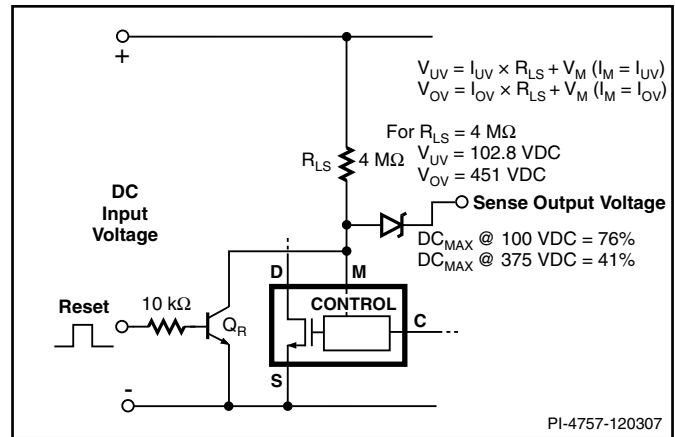 +
V_UV = I_UV × R_LS + V_M (I_M = I_UV)
V_OV = I_OV × R_LS + V_M (I_M = I_OV)
For R_LS = 4 MΩ
V_UV = 102.8 VDC
V_OV = 451 VDC
R_LS 4 MΩ
DC
Input
Voltage
Sense Output Voltage
DC_MAX @ 100 VDC = 76%
DC_MAX @ 375 VDC = 41%
D M
CONTROL
C
Reset
10 kΩ
Q_R
S
-
PI-4757-120307